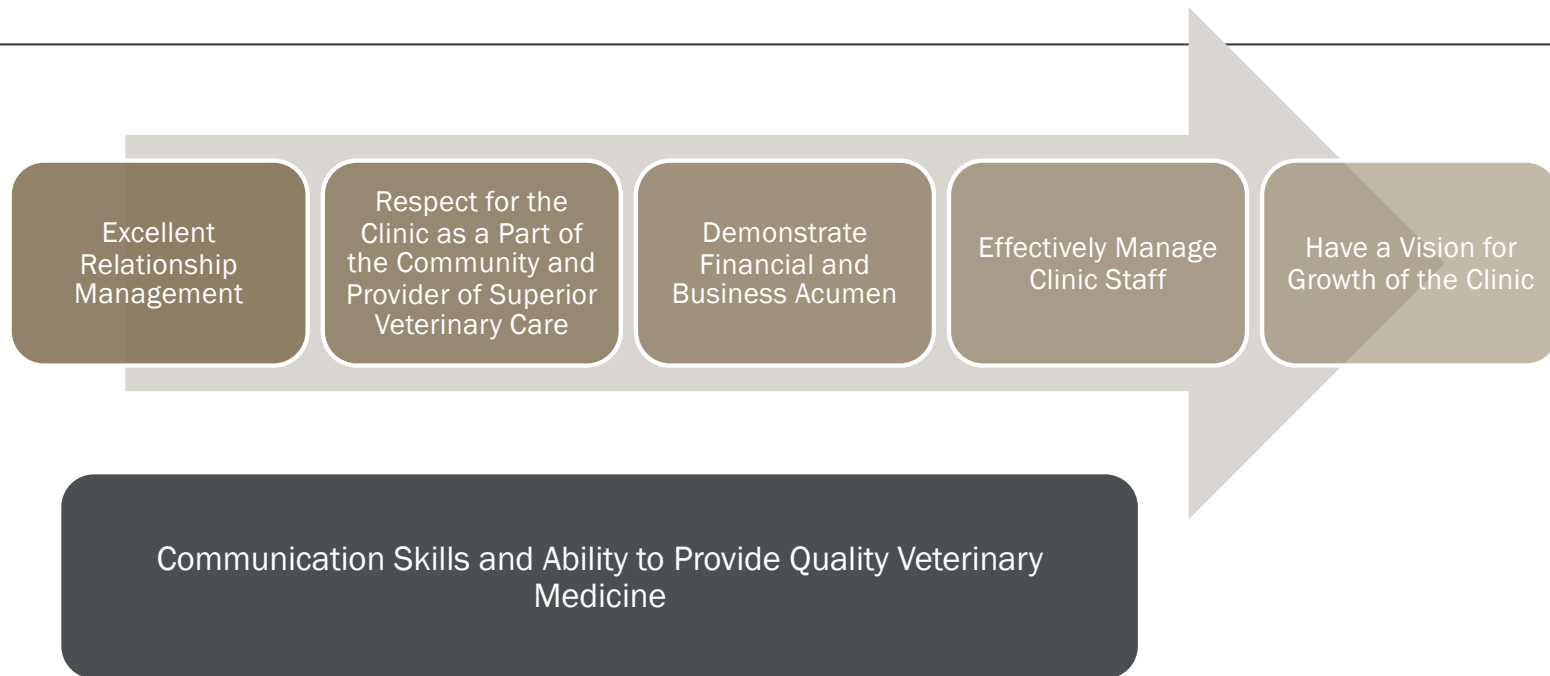 Excellent
Relationship
Management
Respect for the
Clinic as a Part of
the Community and
Provider of Superior
Veterinary Care
Demonstrate
Financial and
Business Acumen
Effectively Manage
Clinic Staff
Have a Vision for
Growth of the Clinic
Communication Skills and Ability to Provide Quality Veterinary
Medicine